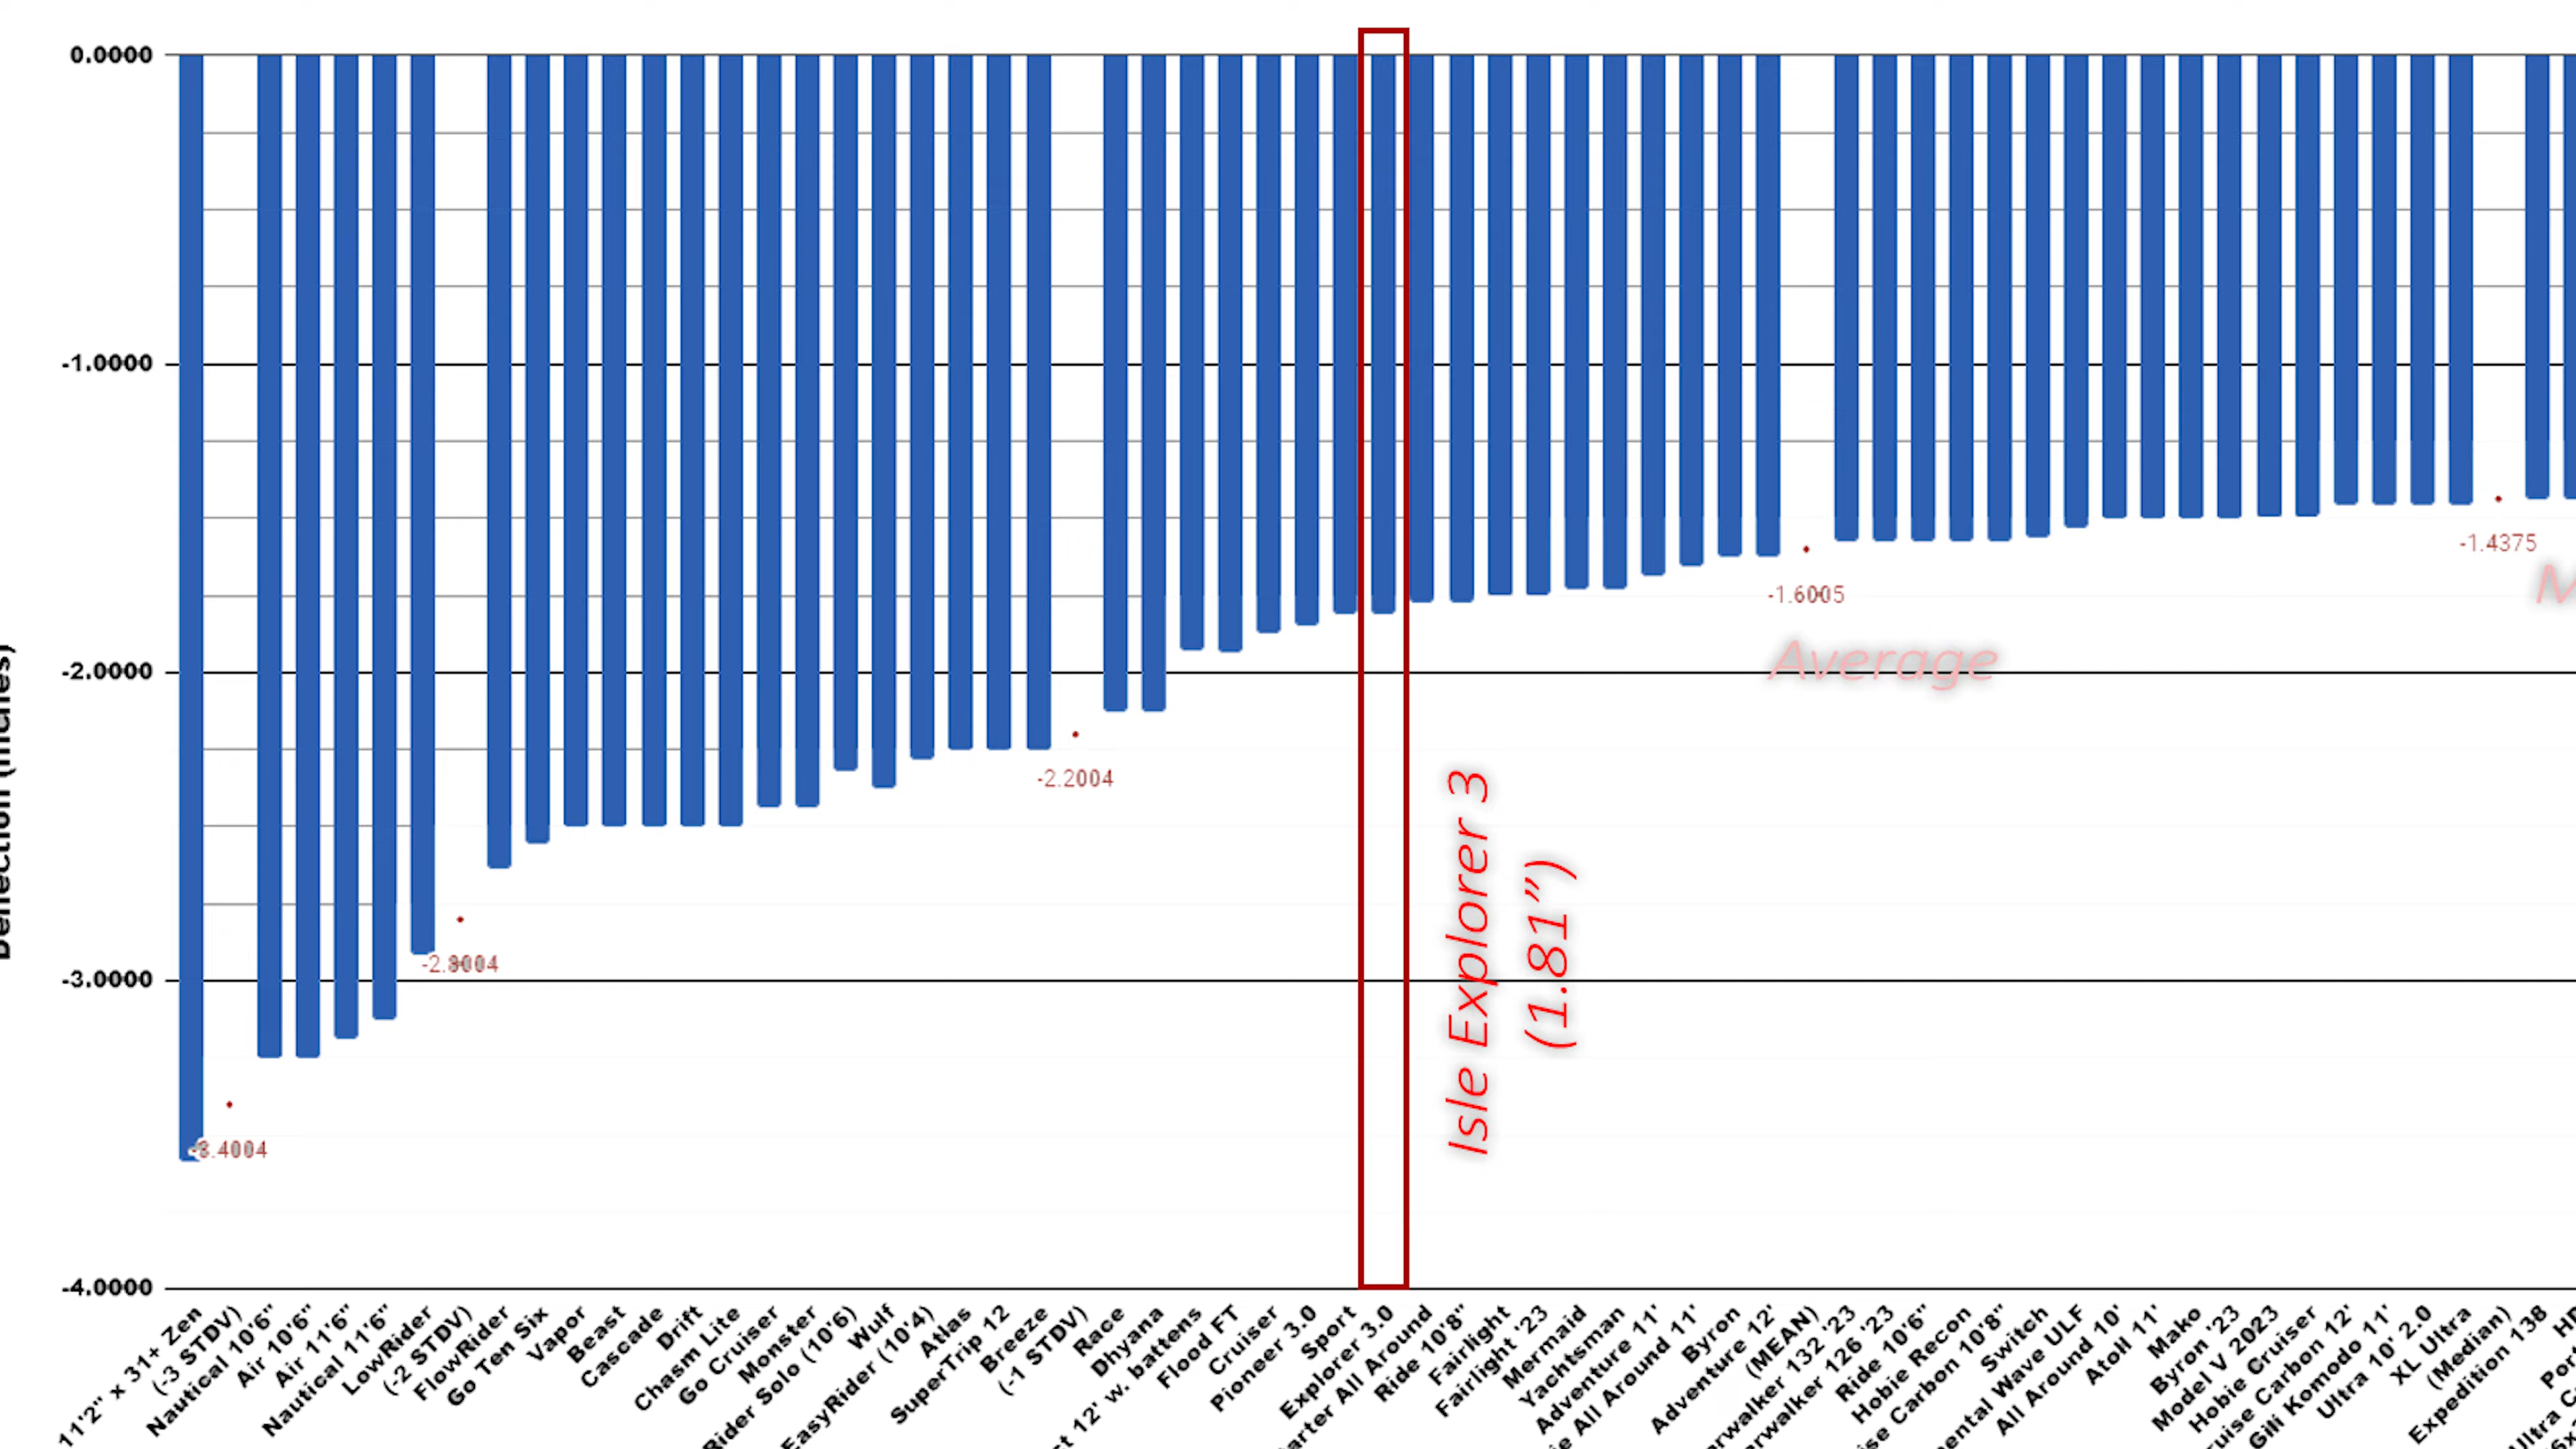 0.0000
-1.0000
-2.0000
-3.0000
-4.0000
Deflection (inches)
-3.4004
-2.8004
-2.2004
-1.6005
-1.4375
Average
Isle Explorer 3
(1.81")
11'2" x 31+ Zen
(-3 STDV)
Nautical 10'6"
Air 10'6"
Air 11'6"
Nautical 11'6"
LowRider
(-2 STDV)
FlowRider
Go Ten Six
Vapor
Beast
Cascade
Drift
Chasm Lite
Go Cruiser
Monster
Rider Solo (10'6)
Wulf
EasyRider (10'4)
Atlas
SuperTrip 12
Breeze
(-1 STDV)
Race
Dhyana
12' w. battens
Flood FT
Cruiser
Pioneer 3.0
Sport
Explorer 3.0
All Around
Ride 10'8"
Fairlight
Fairlight '23
Mermaid
Yachtsman
Adventure 11'
All Around 11'
Byron
Adventure 12'
(MEAN)
132 '23
126 '23
Ride 10'6"
Hobie Recon
Carbon 10'8"
Switch
Wave ULF
All Around 10'
Atoll 11'
Mako
Byron '23
Model V 2023
Hobie Cruiser
Carbon 12'
Gili Komodo 11'
Ultra 10' 2.0
XL Ultra
(Median)
Expedition 138